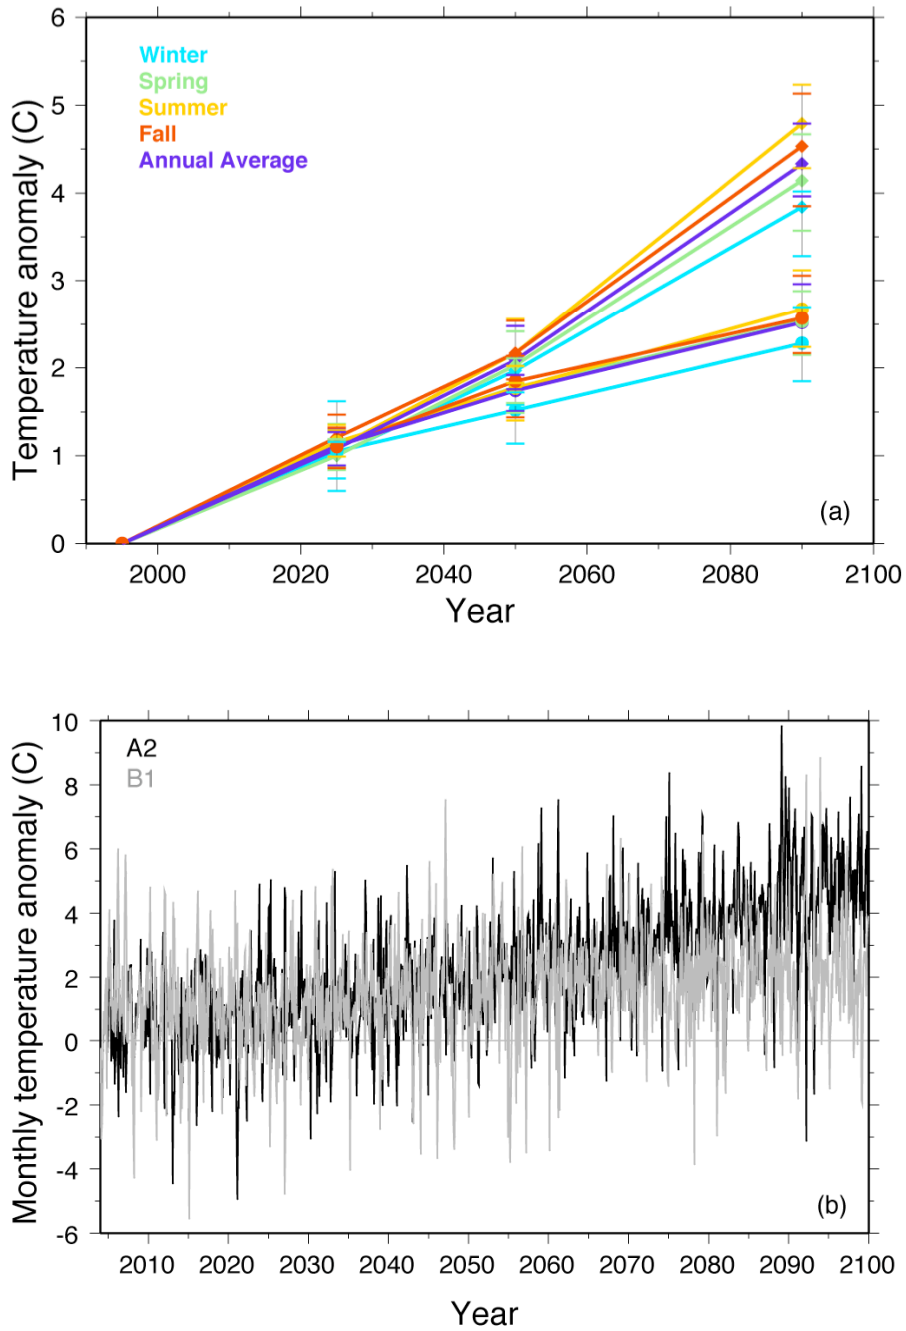 6
5
4
3
2
1
0
Temperature anomaly (C)
Winter
Spring
Summer
Fall
Annual Average
(a)
2000 2020 2040 2060 2080 2100
Year
10
8
6
4
2
0
-2
-4
-6
Monthly temperature anomaly (C)
A2
B1
(b)
2010 2020 2030 2040 2050 2060 2070 2080 2090 2100
Year